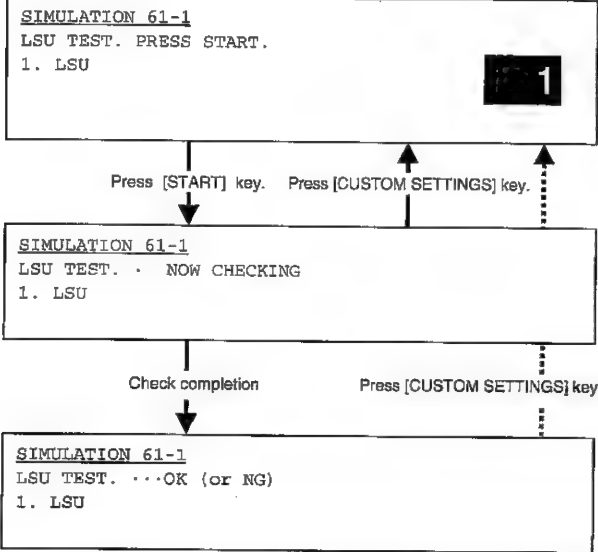 SIMULATION 61-1
LSU TEST. PRESS START.
1. LSU
1
Press [START] key. Press [CUSTOM SETTINGS] key.
SIMULATION 61-1
LSU TEST. · NOW CHECKING
1. LSU
Check completion Press [CUSTOM SETTINGS] key
SIMULATION 61-1
LSU TEST. ···OK (or NG)
1. LSU